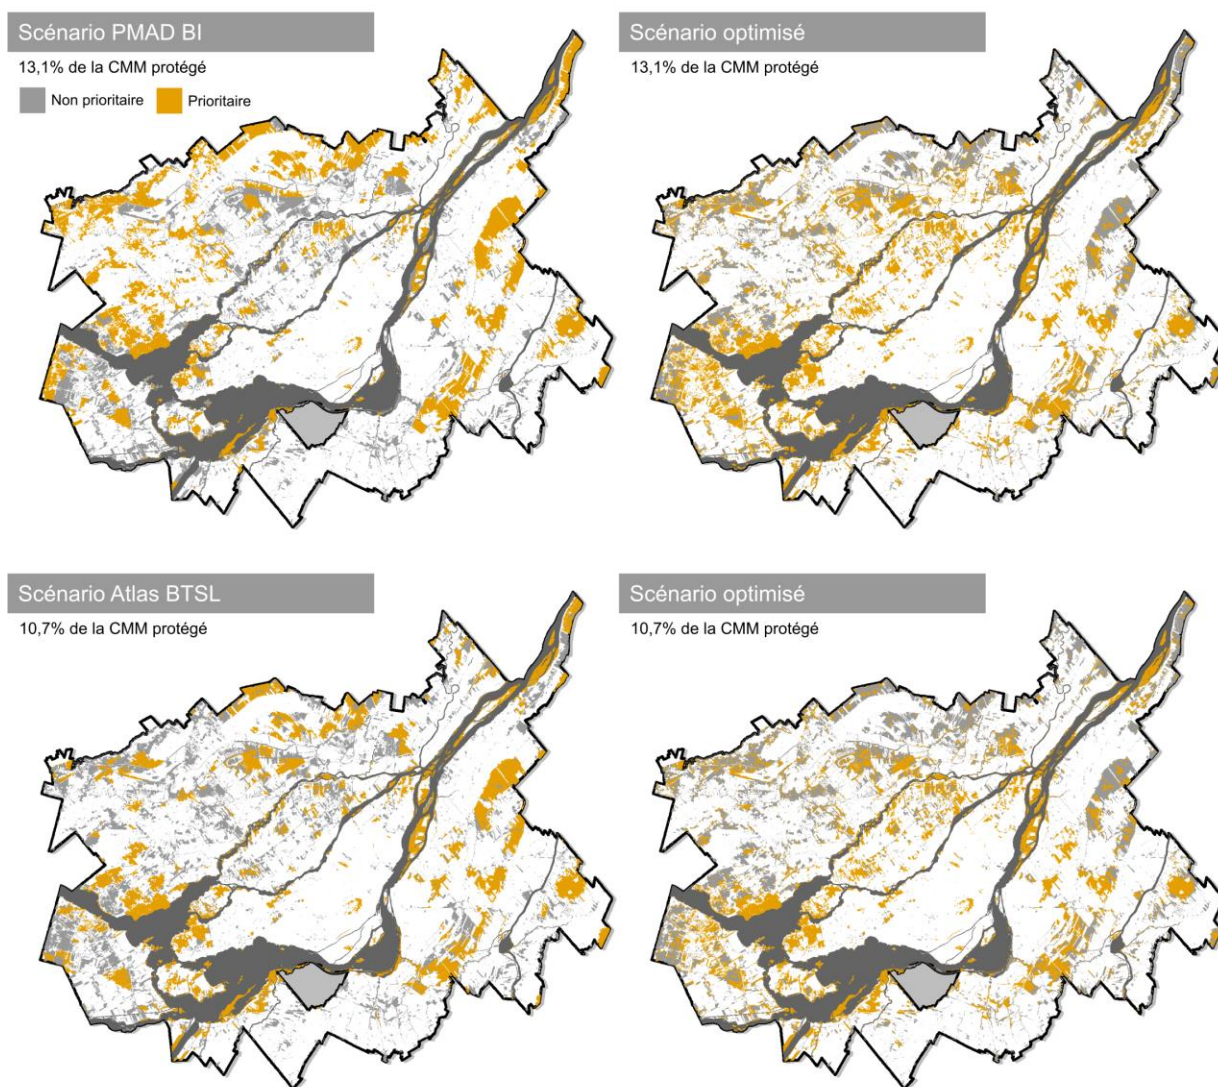 Scénario PMAD BI
13,1% de la CMM protégé
Non prioritaire
Prioritaire
Scénario optimisé
13,1% de la CMM protégé
Scénario Atlas BTSL
10,7% de la CMM protégé
Scénario optimisé
10,7% de la CMM protégé